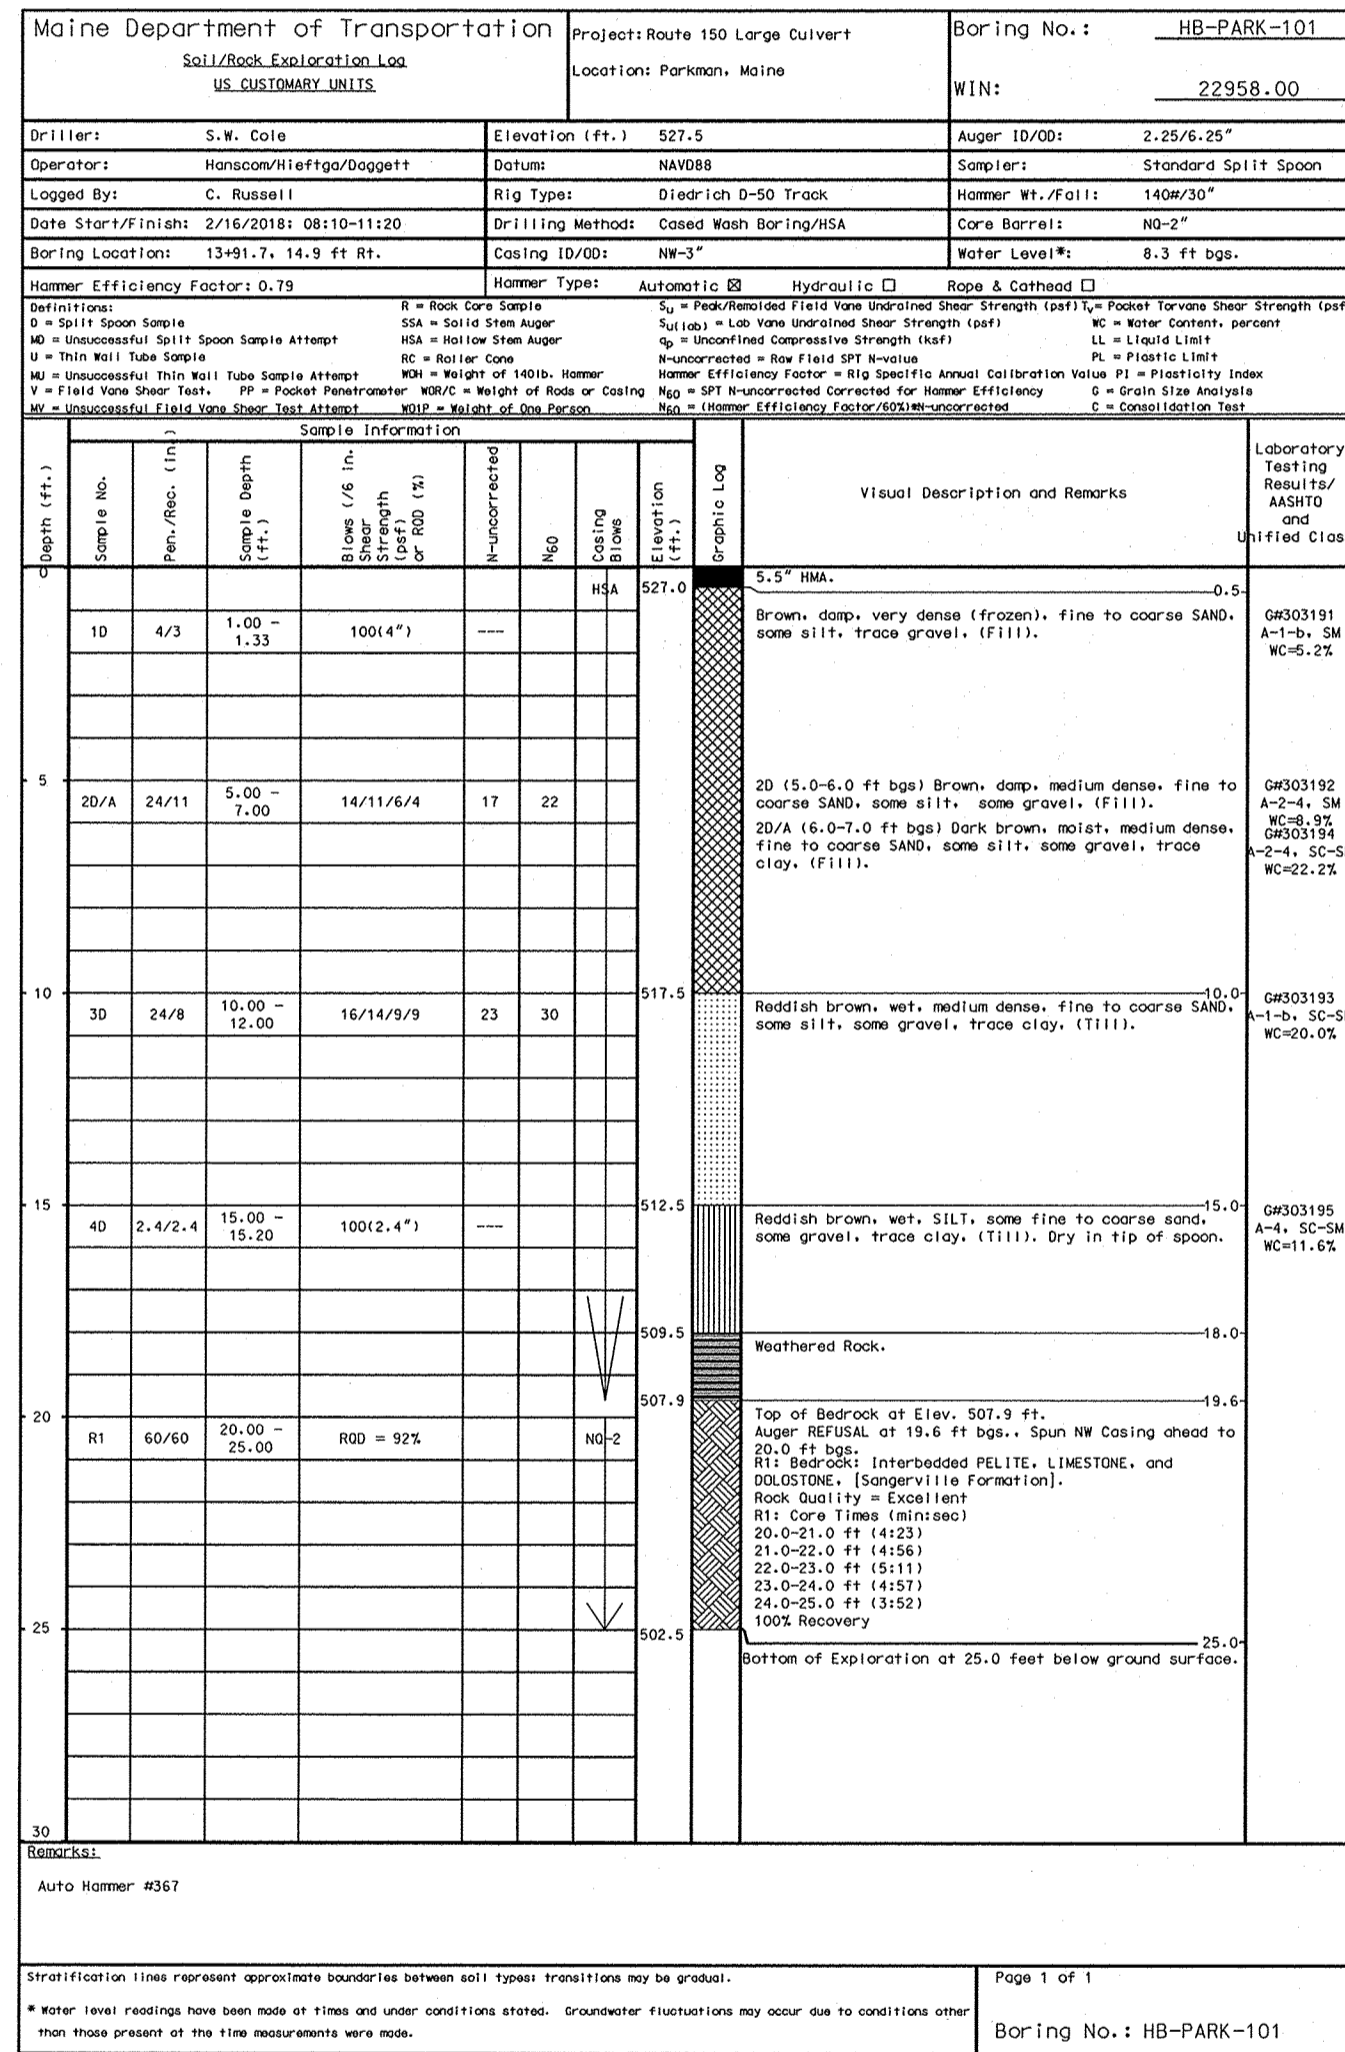 Maine Department of Transportation
Soil/Rock Exploration Log
US CUSTOMARY UNITS
Project: Route 150 Large Culvert
Location: Parkman, Maine
Boring No.: HB-PARK-101
WIN: 22958.00
Driller: S.W. Cole
Elevation (ft.) 527.5
Auger ID/OD: 2.25/6.25"
Operator: Hanscom/Hieftga/Daggett
Datum: NAVD88
Sampler: Standard Split Spoon
Logged By: C. Russell
Rig Type: Diedrich D-50 Track
Hammer Wt./Fall: 140#/30"
Date Start/Finish: 2/16/2018; 08:10-11:20
Drilling Method: Cased Wash Boring/HSA
Core Barrel: NQ-2"
Boring Location: 13+91.7, 14.9 ft Rt.
Casing ID/OD: NW-3"
Water Level*: 8.3 ft bgs.
Hammer Efficiency Factor: 0.79
Hammer Type: Automatic ☒ Hydraulic ☐ Rope & Cathead ☐
Definitions:
D = Split Spoon Sample
MD = Unsuccessful Split Spoon Sample Attempt
U = Thin Wall Tube Sample
MU = Unsuccessful Thin Wall Tube Sample Attempt
V = Field Vane Shear Test, PP = Pocket Penetrometer
MV = Unsuccessful Field Vane Shear Test Attempt
R = Rock Core Sample
SSA = Solid Stem Auger
HSA = Hollow Stem Auger
RC = Roller Cone
WOH = Weight of 140lb. Hammer
WOR/C = Weight of Rods or Casing
WO1P = Weight of One Person
Su = Peak/Remolded Field Vane Undrained Shear Strength (psf)
Su(lab) = Lab Vane Undrained Shear Strength (psf)
qp = Unconfined Compressive Strength (ksf)
N-uncorrected = Raw Field SPT N-value
Hammer Efficiency Factor = Rig Specific Annual Calibration Value
N60 = SPT N-uncorrected Corrected for Hammer Efficiency
N60 = (Hammer Efficiency Factor/60%)*N-uncorrected
Tv = Pocket Torvane Shear Strength (psf
WC = Water Content, percent
LL = Liquid Limit
PL = Plastic Limit
PI = Plasticity Index
G = Grain Size Analysis
C = Consolidation Test
Sample Information
Depth (ft.)
Sample No.
Pen./Rec. (in.)
Sample Depth
(ft.)
Blows (/6 in.
Shear
Strength
(psf)
or RQD (%)
N-uncorrected
N60
Casing
Blows
Elevation
(ft.)
Graphic Log
Visual Description and Remarks
Laboratory
Testing
Results/
AASHTO
and
Unified Clas
0
HSA
527.0
5.5" HMA.
0.5
1D 4/3 1.00 -
1.33
100(4") ---
Brown, damp, very dense (frozen), fine to coarse SAND,
some silt, trace gravel, (Fill).
G#303191
A-1-b, SM
WC=5.2%
5
2D/A 24/11 5.00 -
7.00
14/11/6/4 17 22
2D (5.0-6.0 ft bgs) Brown, damp, medium dense, fine to
coarse SAND, some silt, some gravel, (Fill).
2D/A (6.0-7.0 ft bgs) Dark brown, moist, medium dense,
fine to coarse SAND, some silt, some gravel, trace
clay, (Fill).
G#303192
A-2-4, SM
WC=8.9%
G#303194
A-2-4, SC-S
WC=22.2%
10
517.5
10.0
3D 24/8 10.00 -
12.00
16/14/9/9 23 30
Reddish brown, wet, medium dense, fine to coarse SAND,
some silt, some gravel, trace clay, (Till).
G#303193
A-1-b, SC-S
WC=20.0%
15
512.5
15.0
4D 2.4/2.4 15.00 -
15.20
100(2.4") ---
Reddish brown, wet, SILT, some fine to coarse sand,
some gravel, trace clay, (Till). Dry in tip of spoon.
G#303195
A-4, SC-SM
WC=11.6%
509.5
18.0
Weathered Rock.
507.9
19.6
20
R1 60/60 20.00 -
25.00
RQD = 92%
NQ-2
Top of Bedrock at Elev. 507.9 ft.
Auger REFUSAL at 19.6 ft bgs., Spun NW Casing ahead to
20.0 ft bgs.
R1: Bedrock: Interbedded PELITE, LIMESTONE, and
DOLOSTONE, [Sangerville Formation].
Rock Quality = Excellent
R1: Core Times (min:sec)
20.0-21.0 ft (4:23)
21.0-22.0 ft (4:56)
22.0-23.0 ft (5:11)
23.0-24.0 ft (4:57)
24.0-25.0 ft (3:52)
100% Recovery
25
502.5
25.0
Bottom of Exploration at 25.0 feet below ground surface.
30
Remarks:
Auto Hammer #367
Stratification lines represent approximate boundaries between soil types; transitions may be gradual.
* Water level readings have been made at times and under conditions stated. Groundwater fluctuations may occur due to conditions other
than those present at the time measurements were made.
Page 1 of 1
Boring No.: HB-PARK-101